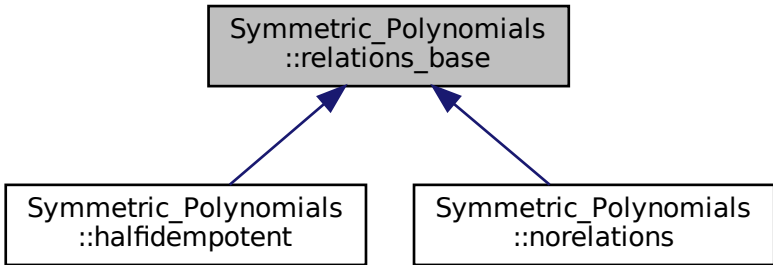 Symmetric_Polynomials
::relations_base
Symmetric_Polynomials
::halfidempotent
Symmetric_Polynomials
::norelations